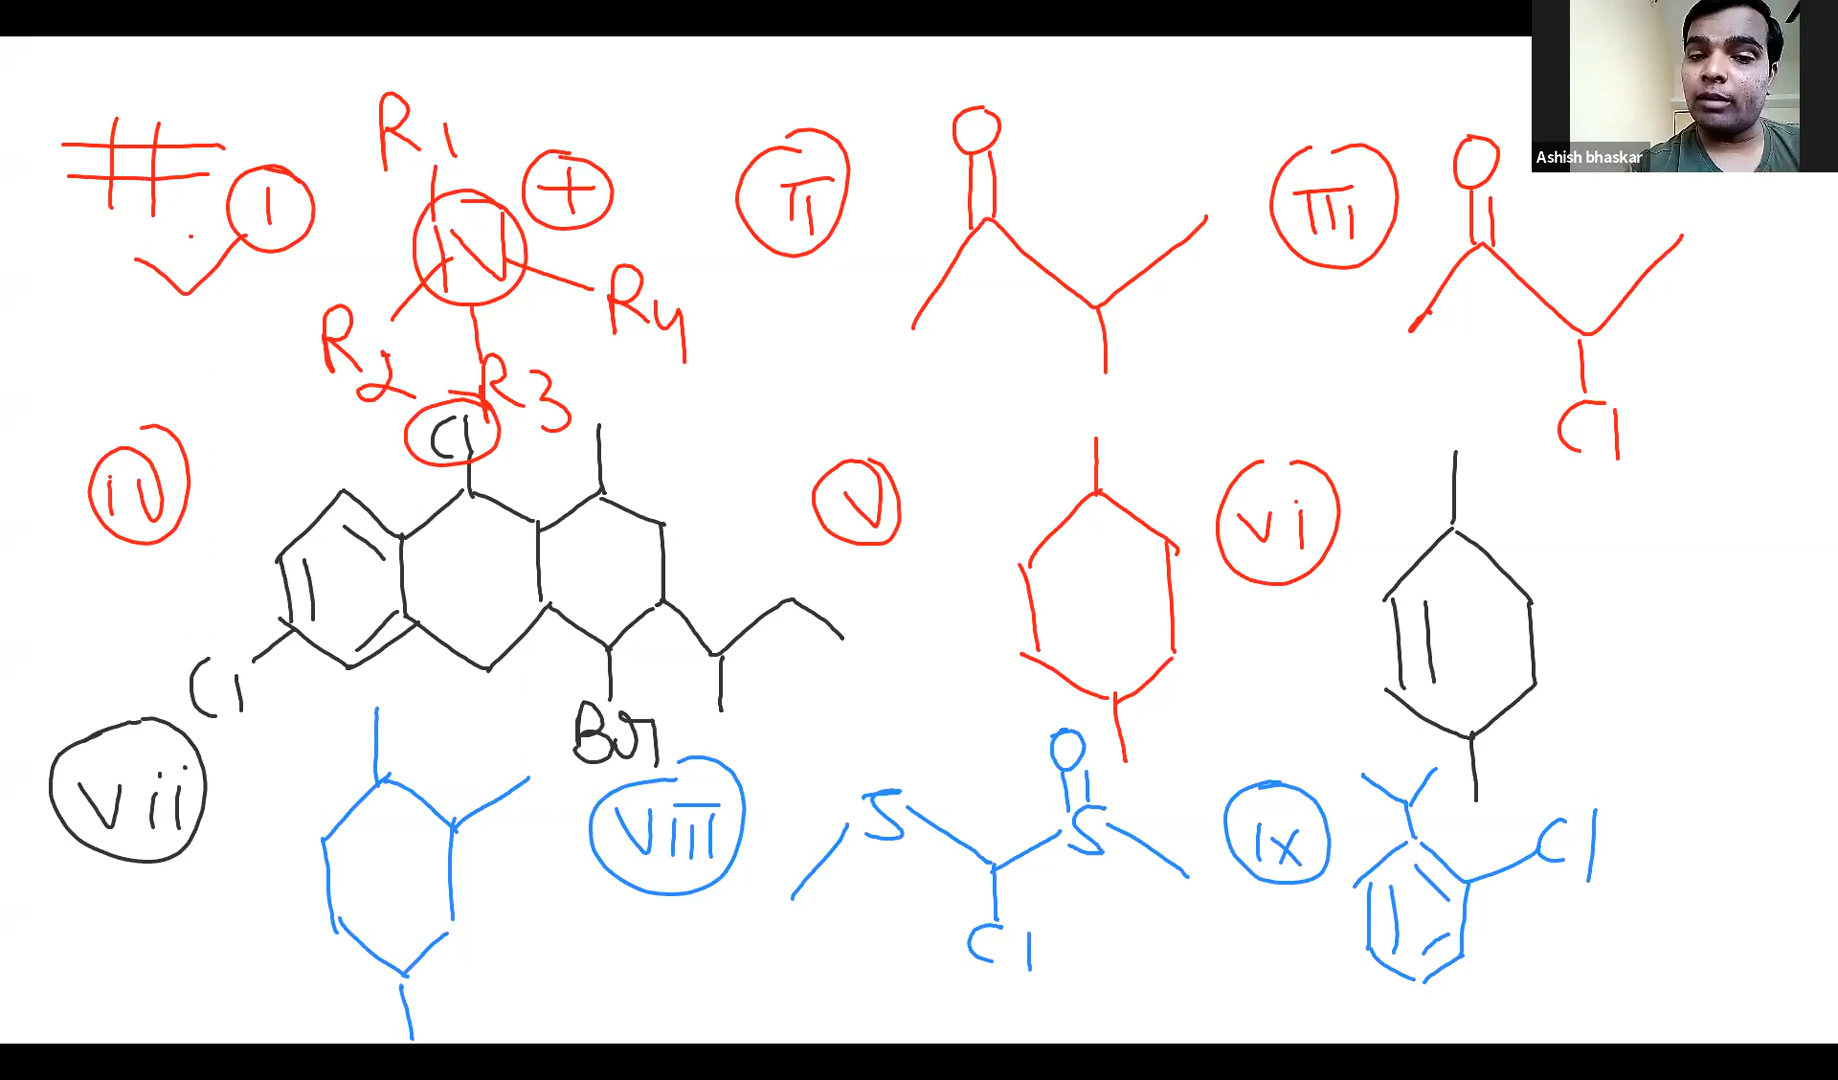 Ashish bhaskar
#
1
R1
N
+
R2
R3
R4
II
O
III
O
Cl
iv
Cl
Cl
Br
V
vi
vii
VIII
S
O
S
Cl
ix
Cl